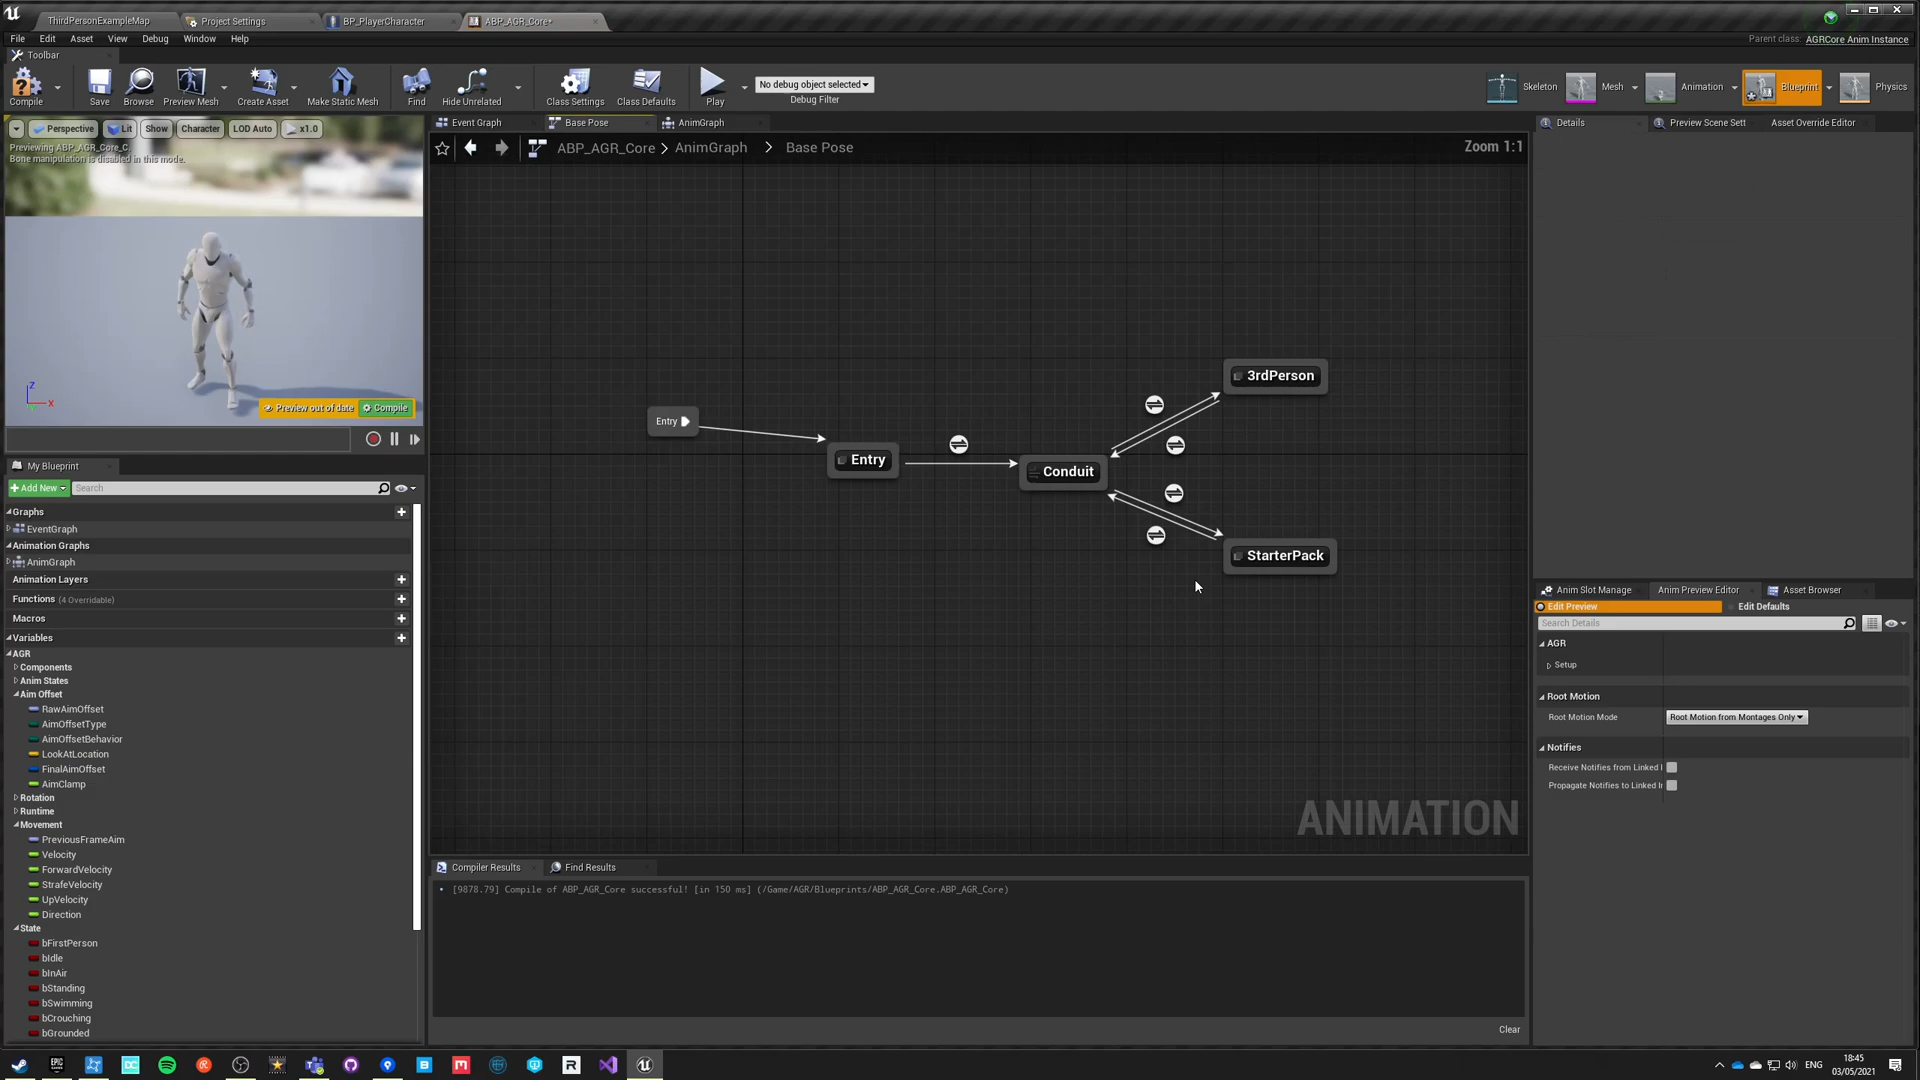 ThirdPersonExampleMap
Project Settings
BP_PlayerCharacter
ABP_AGR_Core*
File Edit Asset View Debug Window Help
Parent class: AGRCore Anim Instance
Toolbar
Compile
Save
Browse
Preview Mesh
Create Asset
Make Static Mesh
Find
Hide Unrelated
Class Settings
Class Defaults
Play
No debug object selected
Debug Filter
Skeleton
Mesh
Animation
Blueprint
Physics
Perspective
Lit
Show
Character
LOD Auto
x1.0
Previewing ABP_AGR_Core_C.
Bone manipulation is disabled in this mode.
Z
X
Preview out of date
Compile
Event Graph
Base Pose
AnimGraph
ABP_AGR_Core > AnimGraph > Base Pose
Zoom 1:1
Entry
Entry
Conduit
3rdPerson
StarterPack
ANIMATION
My Blueprint
+ Add New
Search
Graphs
EventGraph
Animation Graphs
AnimGraph
Animation Layers
Functions (4 Overridable)
Macros
Variables
AGR
Components
Anim States
Aim Offset
RawAimOffset
AimOffsetType
AimOffsetBehavior
LookAtLocation
FinalAimOffset
AimClamp
Rotation
Runtime
Movement
PreviousFrameAim
Velocity
ForwardVelocity
StrafeVelocity
UpVelocity
Direction
State
bFirstPerson
bIdle
bInAir
bStanding
bSwimming
bCrouching
bGrounded
Compiler Results
Find Results
[9878.79] Compile of ABP_AGR_Core successful! [in 150 ms] (/Game/AGR/Blueprints/ABP_AGR_Core.ABP_AGR_Core)
Clear
Details
Preview Scene Sett
Asset Override Editor
Anim Slot Manage
Anim Preview Editor
Asset Browser
Edit Preview
Edit Defaults
Search Details
AGR
Setup
Root Motion
Root Motion Mode
Root Motion from Montages Only
Notifies
Receive Notifies from Linked I
Propagate Notifies to Linked Ir
ENG
18:45
03/05/2021